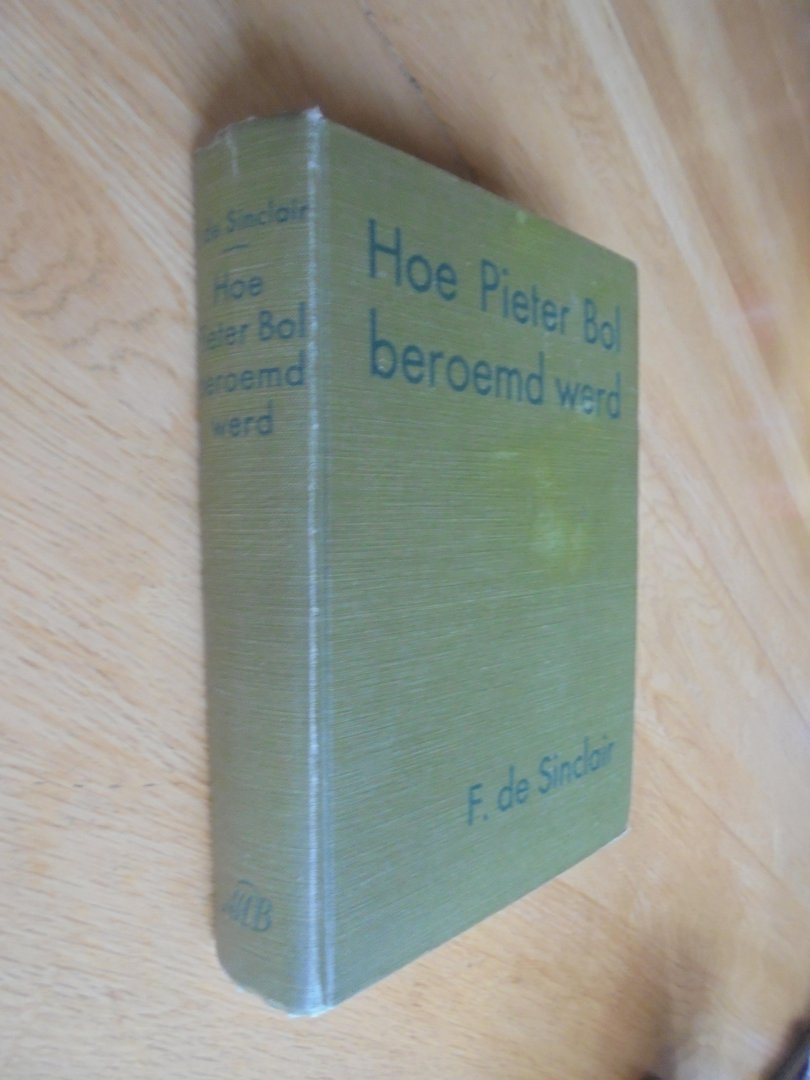 de Sinclair
Hoe
Pieter Bol
beroemd
werd
Hoe Pieter Bol
beroemd werd
F. de Sinclair